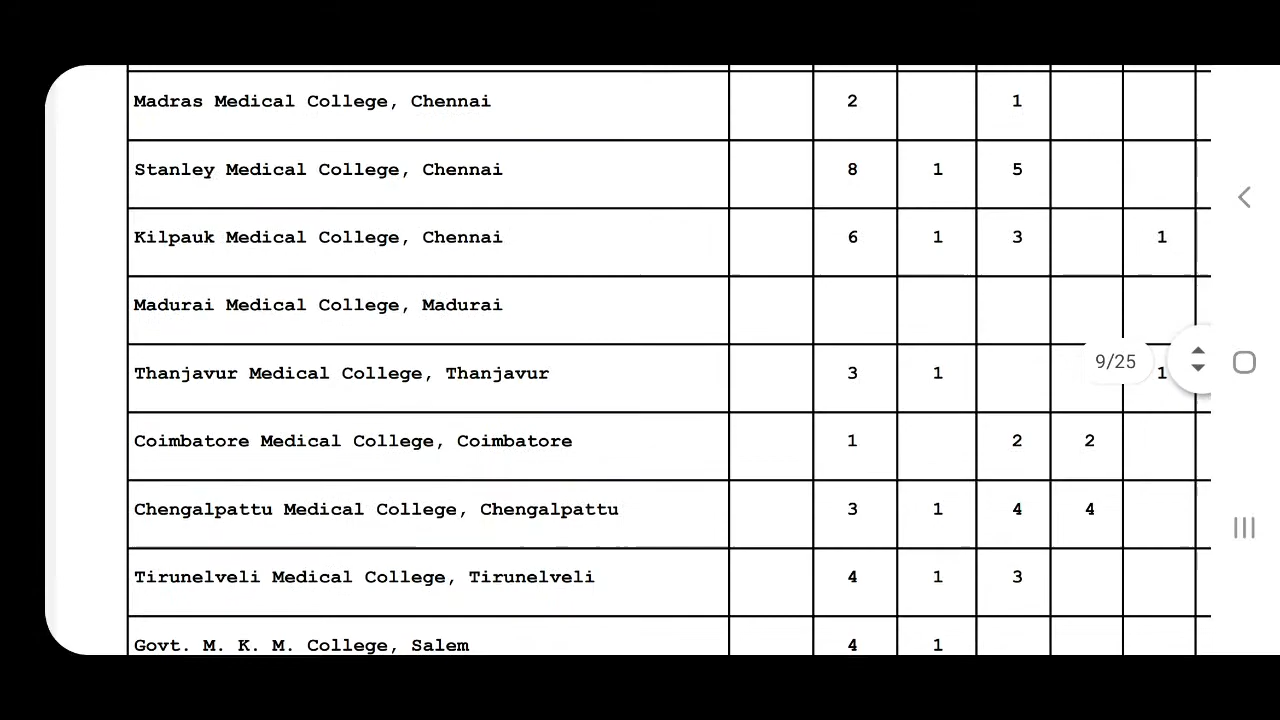 Madras Medical College, Chennai 2 1
Stanley Medical College, Chennai 8 1 5
Kilpauk Medical College, Chennai 6 1 3 1
Madurai Medical College, Madurai
Thanjavur Medical College, Thanjavur 3 1 1
9/25
Coimbatore Medical College, Coimbatore 1 2 2
Chengalpattu Medical College, Chengalpattu 3 1 4 4
Tirunelveli Medical College, Tirunelveli 4 1 3
Govt. M. K. M. College, Salem 4 1